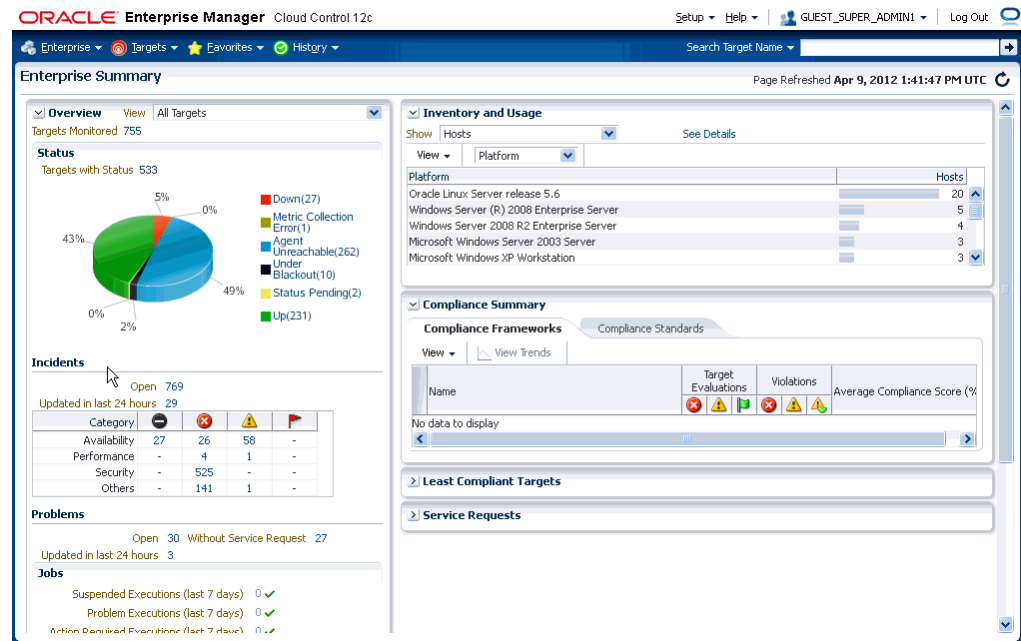 ORACLE Enterprise Manager Cloud Control 12c
Setup Help GUEST_SUPER_ADMIN1 Log Out
Enterprise Targets Favorites History Search Target Name
Enterprise Summary
Page Refreshed Apr 9, 2012 1:41:47 PM UTC
Overview View All Targets
Targets Monitored 755
Status
Targets with Status 533
5%
0%
43%
49%
0%
2%
Down(27)
Metric Collection
Error(1)
Agent
Unreachable(262)
Under
Blackout(10)
Status Pending(2)
Up(231)
Incidents
Open 769
Updated in last 24 hours 29
Category
Availability 27 26 58 -
Performance - 4 1 -
Security - 525 - -
Others - 141 1 -
Problems
Open 30 Without Service Request 27
Updated in last 24 hours 3
Jobs
Suspended Executions (last 7 days) 0
Problem Executions (last 7 days) 0
Action Required Executions (last 7 days) 0
Inventory and Usage
Show Hosts See Details
View Platform
Platform Hosts
Oracle Linux Server release 5.6 20
Windows Server (R) 2008 Enterprise Server 5
Windows Server 2008 R2 Enterprise Server 4
Microsoft Windows Server 2003 Server 3
Microsoft Windows XP Workstation 3
Compliance Summary
Compliance Frameworks Compliance Standards
View View Trends
Name
Target
Evaluations
Violations
Average Compliance Score (%
No data to display
Least Compliant Targets
Service Requests